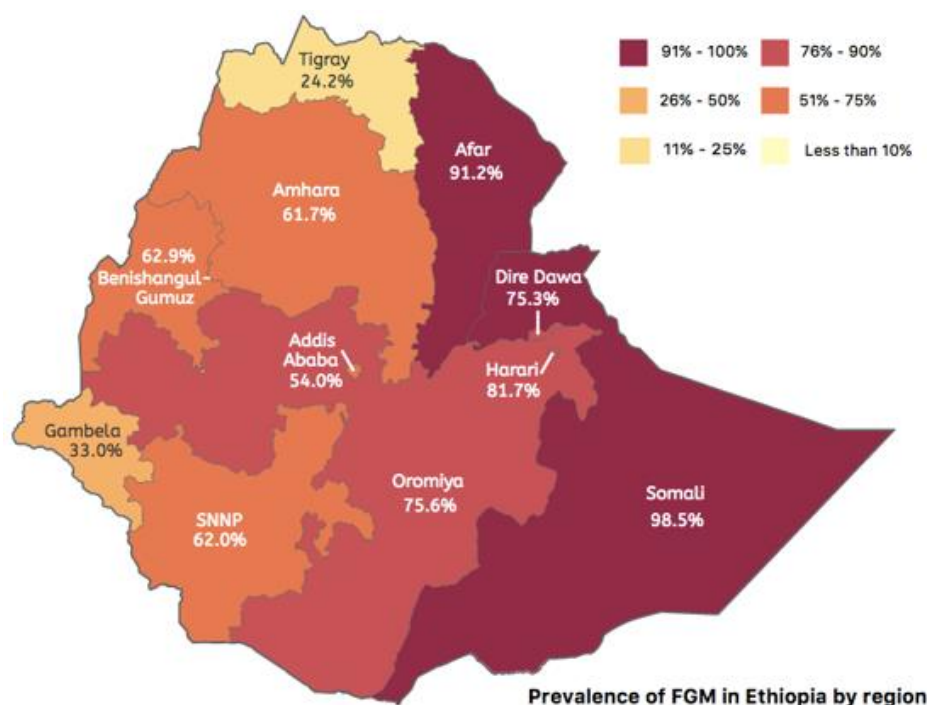 91% - 100%
76% - 90%
26% - 50%
51% - 75%
11% - 25%
Less than 10%
Tigray
24.2%
Afar
91.2%
Amhara
61.7%
62.9%
Benishangul-
Gumuz
Dire Dawa
75.3%
Addis
Ababa
54.0%
Harari
81.7%
Gambela
33.0%
Oromiya
75.6%
Somali
98.5%
SNNP
62.0%
Prevalence of FGM in Ethiopia by region